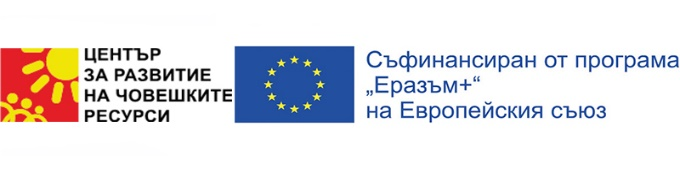 ЦЕНТЪР
ЗА РАЗВИТИЕ
НА ЧОВЕШКИТЕ
РЕСУРСИ
Съфинансиран от програма
„Еразъм+“
на Европейския съюз